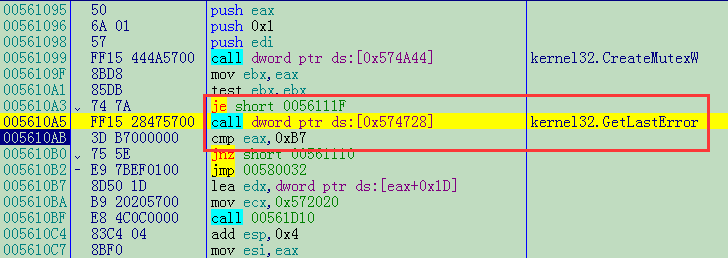 00561095 50 push eax
00561096 6A 01 push 0x1
00561098 57 push edi
00561099 FF15 444A5700 call dword ptr ds:[0x574A44] kernel32.CreateMutexW
0056109F 8BD8 mov ebx,eax
005610A1 85DB test ebx,ebx
005610A3 74 7A je short 0056111F
005610A5 FF15 28475700 call dword ptr ds:[0x574728] kernel32.GetLastError
005610AB 3D B7000000 cmp eax,0xB7
005610B0 75 5E jnz short 00561110
005610B2 - E9 7BEF0100 jmp 00580032
005610B7 8D50 1D lea edx,dword ptr ds:[eax+0x1D]
005610BA B9 20205700 mov ecx,0x572020
005610BF E8 4C0C0000 call 00561D10
005610C4 83C4 04 add esp,0x4
005610C7 8BF0 mov esi,eax